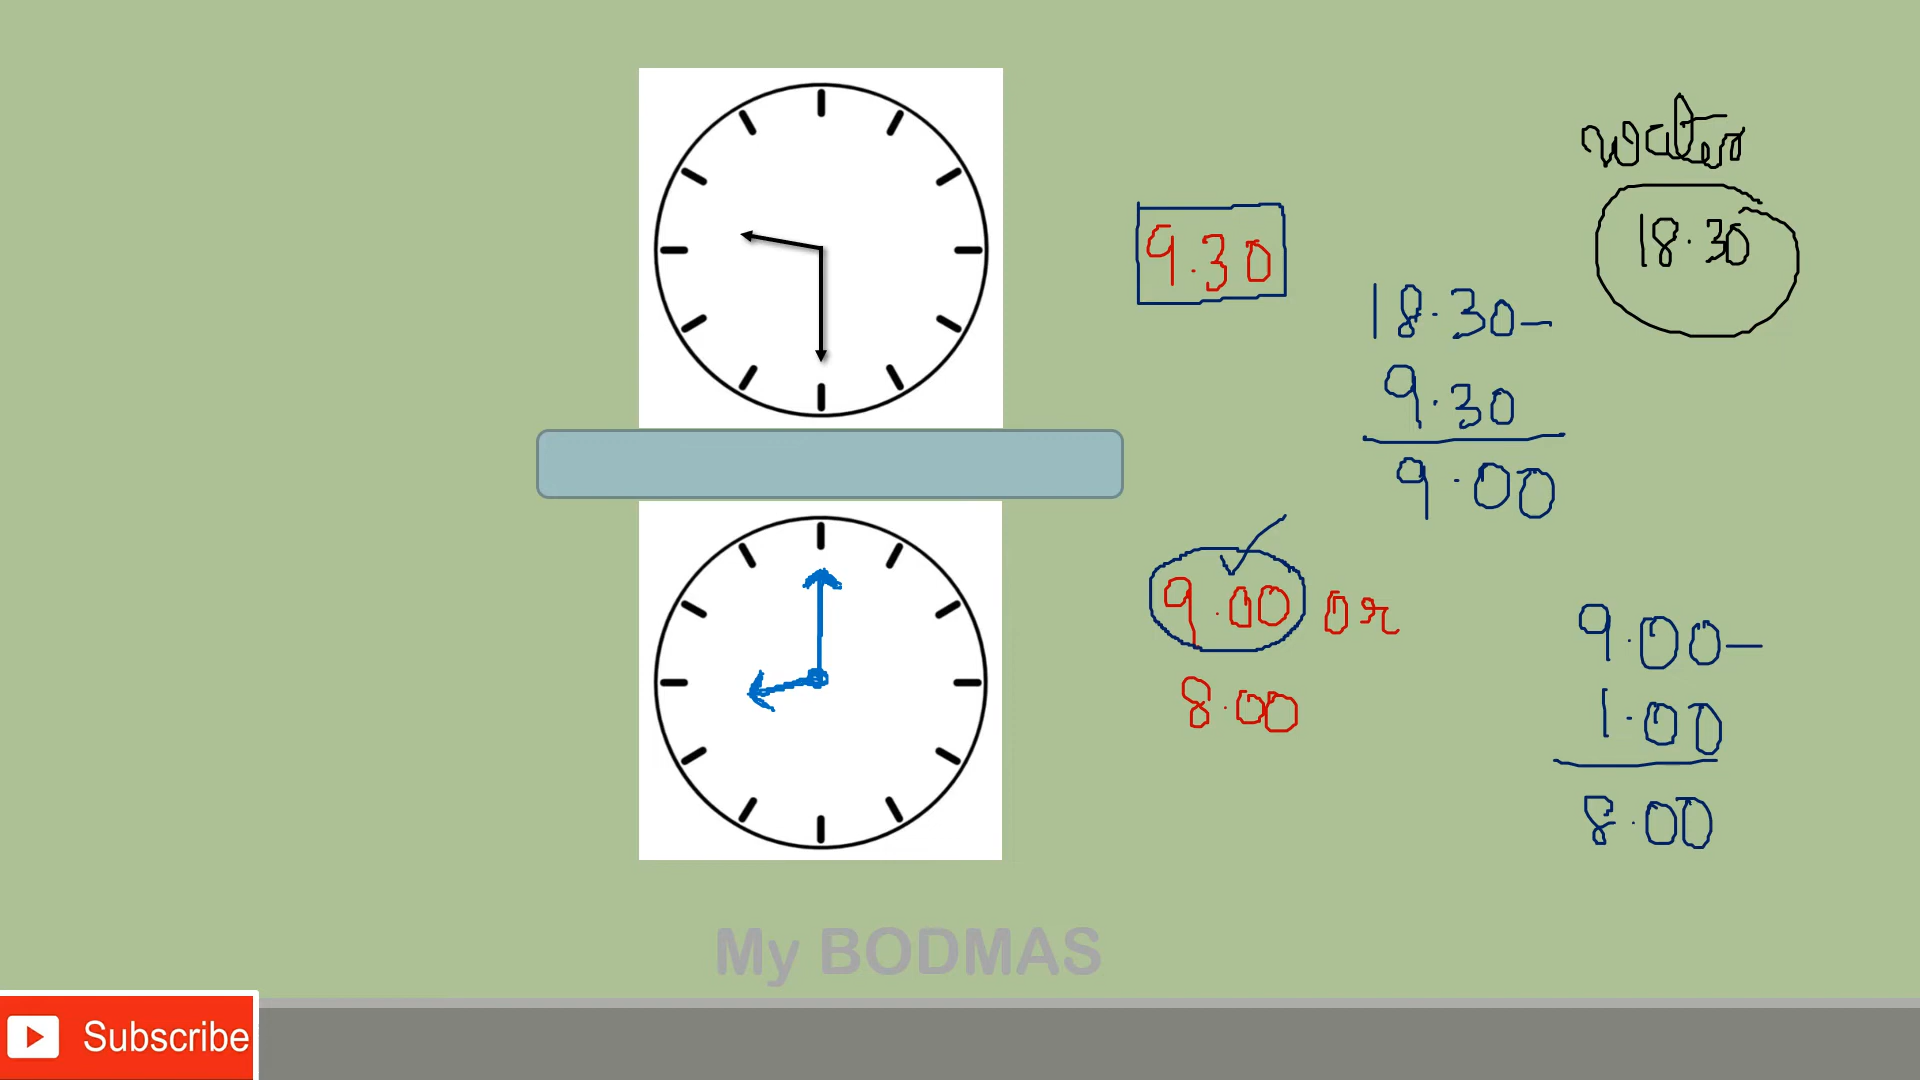 water
18.30
9.30
18.30-
9.30
9.00
9.00 or
8.00
9.00-
1.00
8.00
My BODMAS
Subscribe